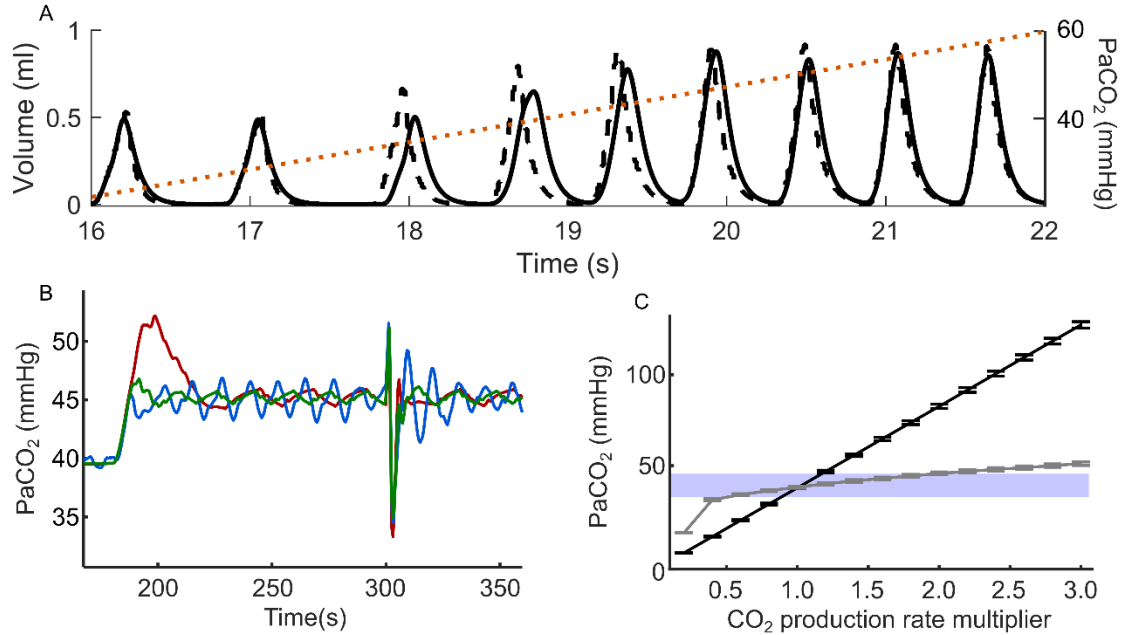 A
Volume (ml)
1
0.5
0
60
40
PaCO₂ (mmHg)
16 17 18 19 20 21 22
Time (s)
B
PaCO₂ (mmHg)
50
45
40
35
200 250 300 350
Time(s)
C
PaCO₂ (mmHg)
100
50
0
0.5 1.0 1.5 2.0 2.5 3.0
CO₂ production rate multiplier